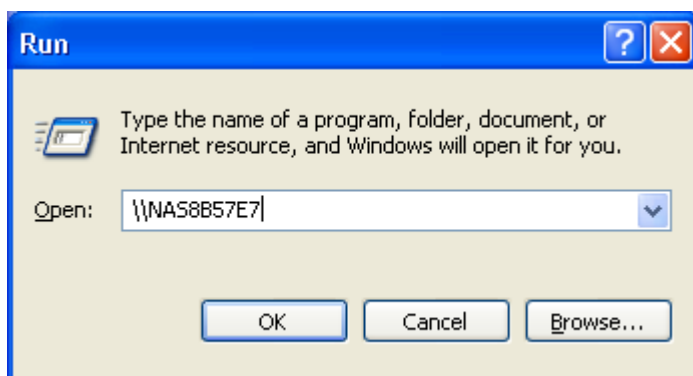 Run
Type the name of a program, folder, document, or
Internet resource, and Windows will open it for you.
Open: \\NAS8B57E7
OK Cancel Browse...